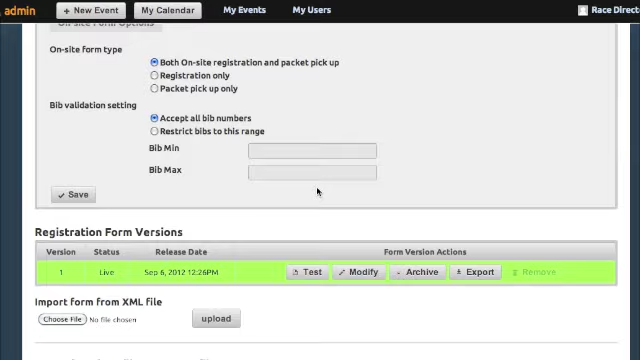 admin + New Event My Calendar My Events My Users Race Direct
On-site Form Options
On-site form type
Both On-site registration and packet pick up
Registration only
Packet pick up only
Bib validation setting
Accept all bib numbers
Restrict bibs to this range
Bib Min
Bib Max
Save
Registration Form Versions
Version Status Release Date Form Version Actions
1 Live Sep 6, 2012 12:26PM Test Modify Archive Export Remove
Import form from XML file
Choose File No file chosen upload